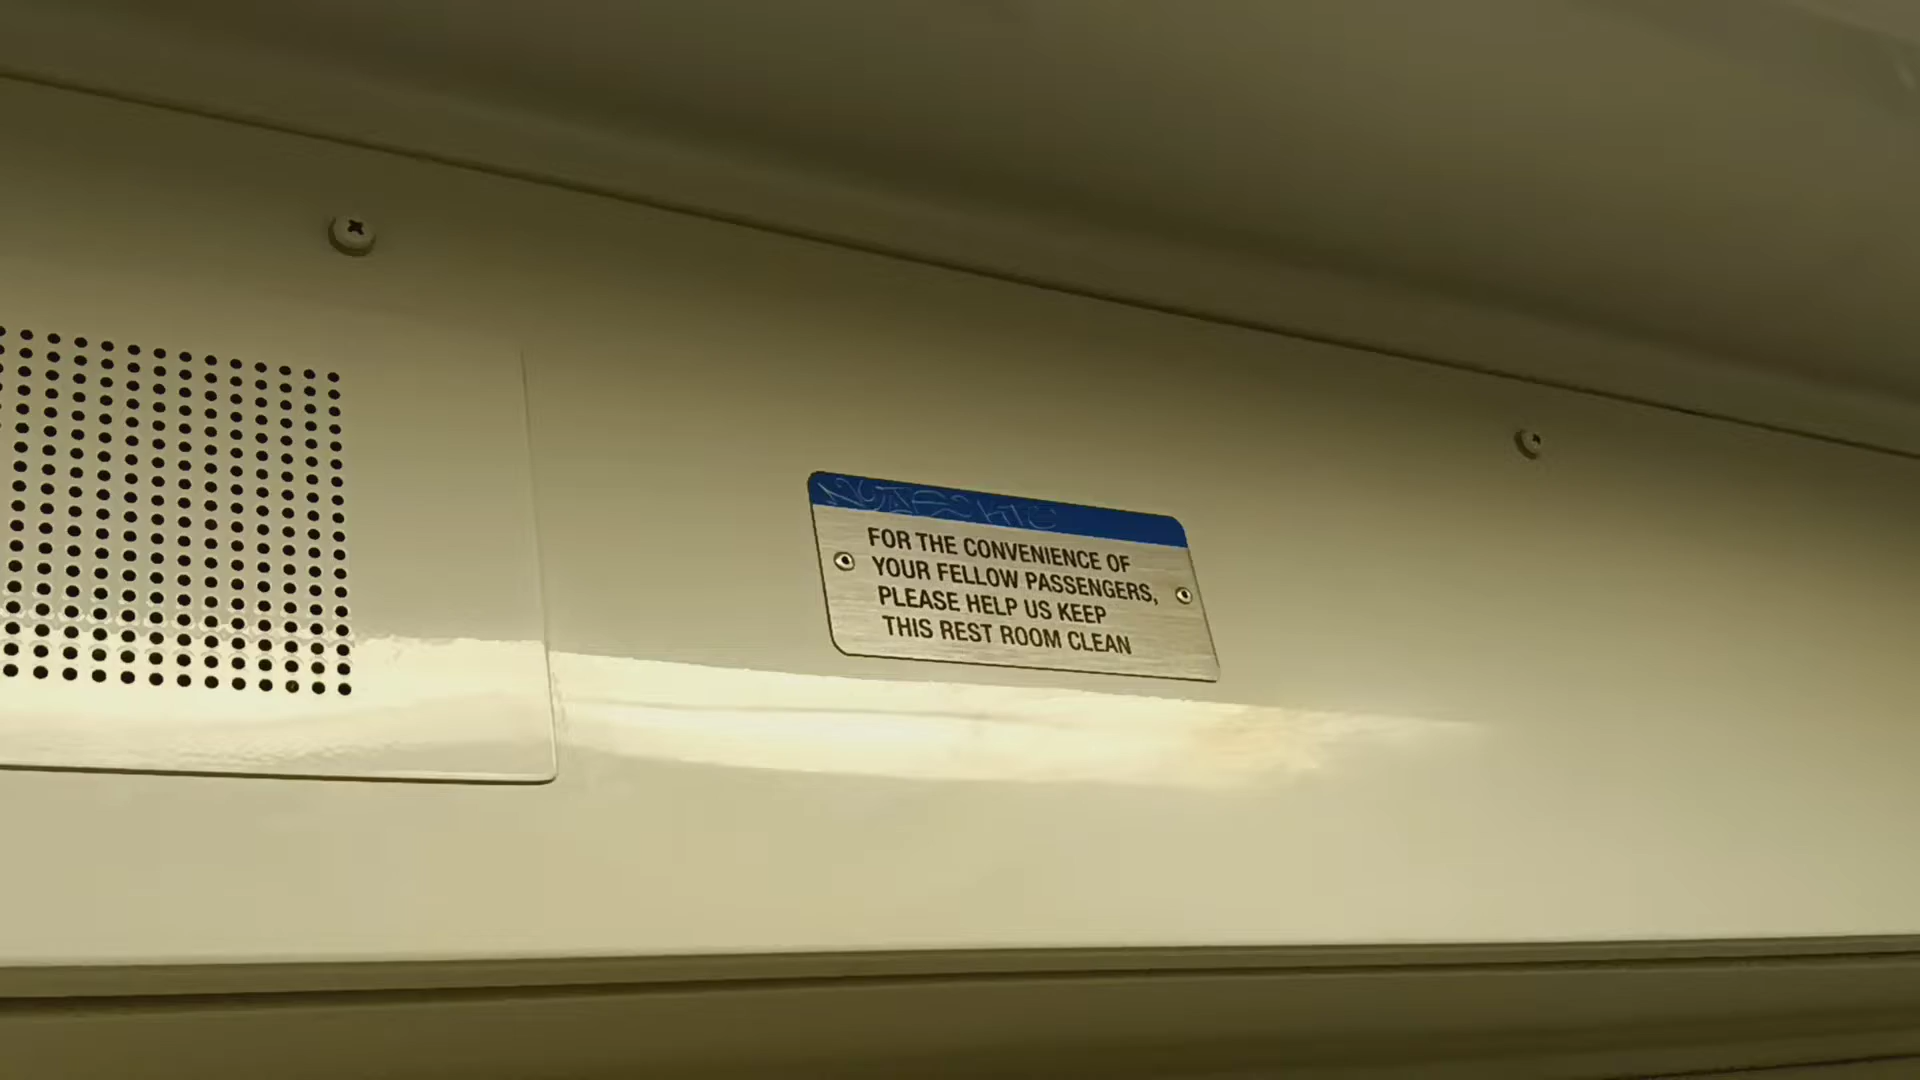 FOR THE CONVENIENCE OF
YOUR FELLOW PASSENGERS,
PLEASE HELP US KEEP
THIS REST ROOM CLEAN